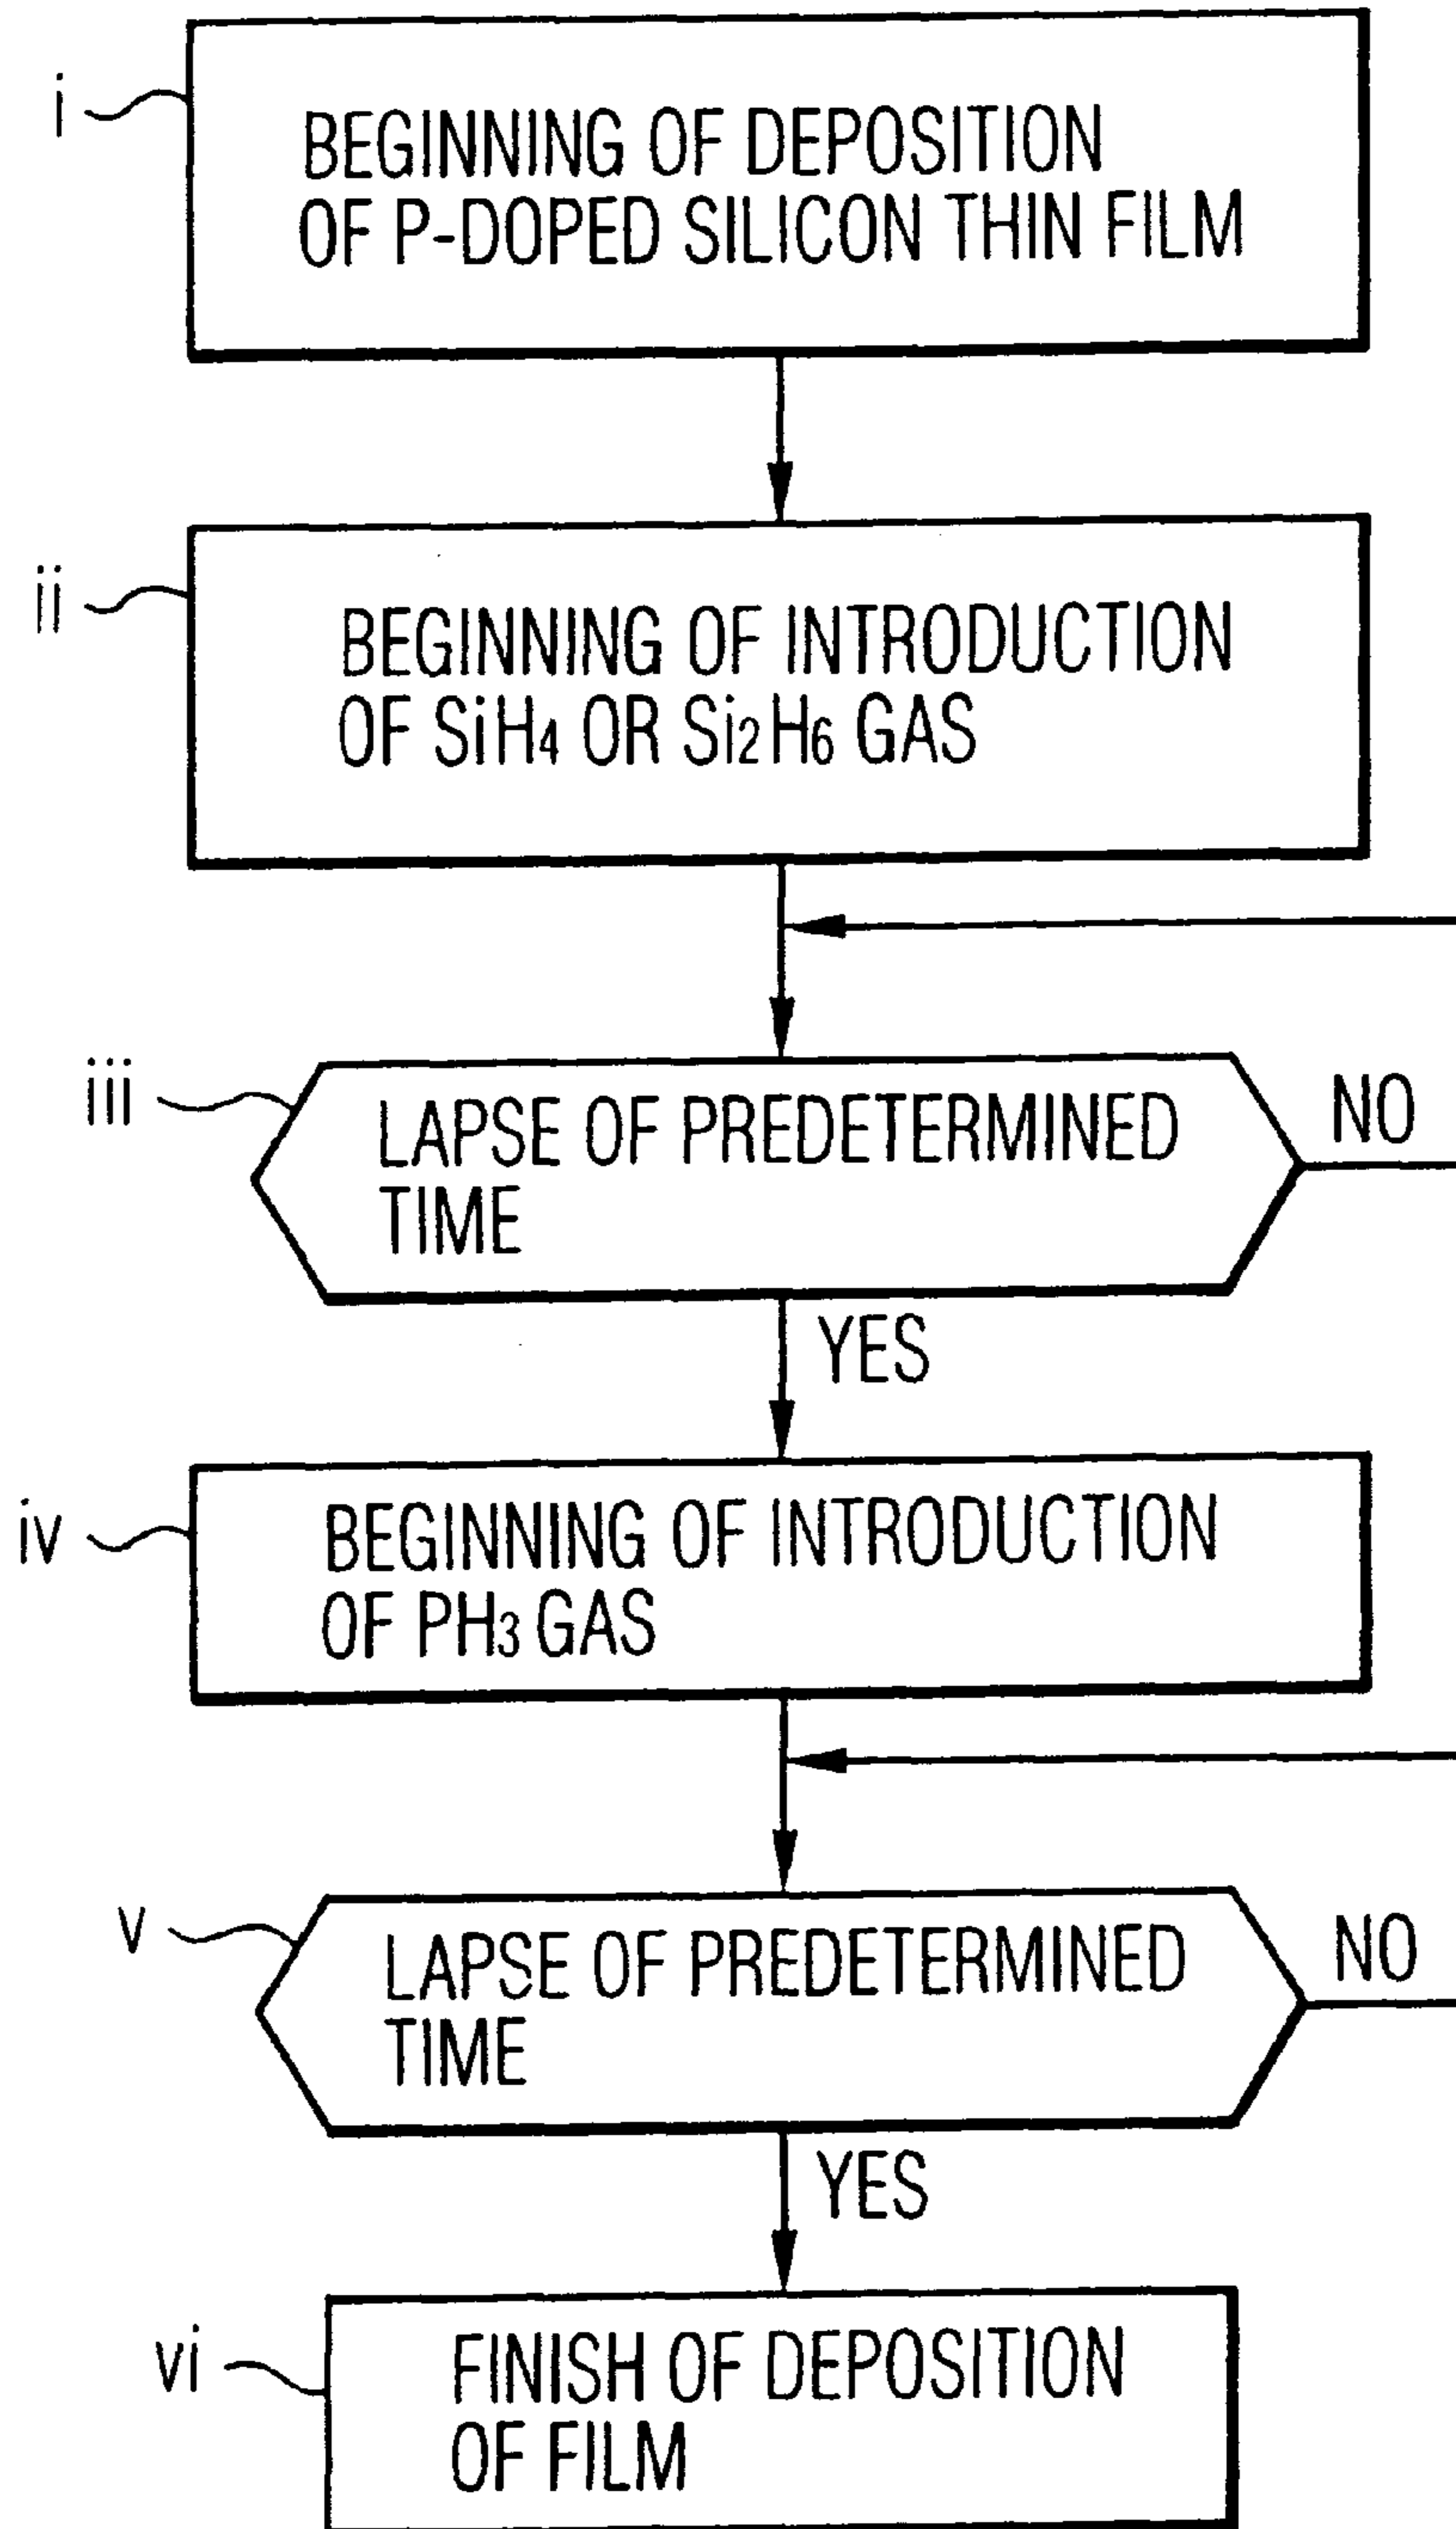 i
BEGINNING OF DEPOSITION
OF P-DOPED SILICON THIN FILM
ii
BEGINNING OF INTRODUCTION
OF SiH₄ OR Si₂H₆ GAS
iii
LAPSE OF PREDETERMINED
TIME
NO
YES
iv
BEGINNING OF INTRODUCTION
OF PH₃ GAS
v
LAPSE OF PREDETERMINED
TIME
NO
YES
vi
FINISH OF DEPOSITION
OF FILM